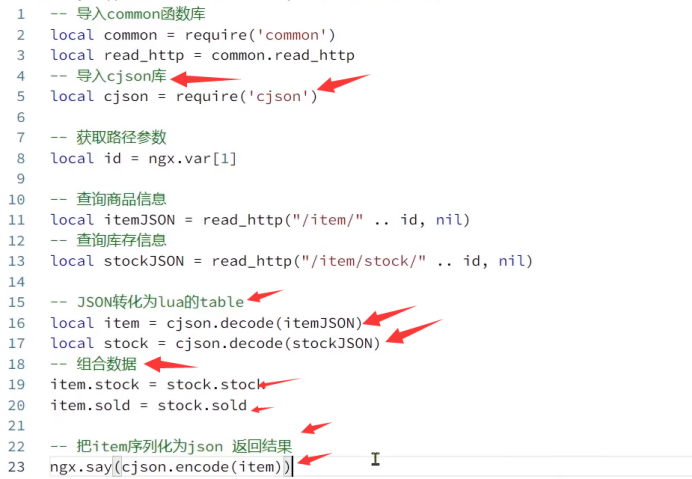 1 -- 导入common函数库
2 local common = require('common')
3 local read_http = common.read_http
4 -- 导入cjson库
5 local cjson = require('cjson')
6
7 -- 获取路径参数
8 local id = ngx.var[1]
9
10 -- 查询商品信息
11 local itemJSON = read_http("/item/" .. id, nil)
12 -- 查询库存信息
13 local stockJSON = read_http("/item/stock/" .. id, nil)
14
15 -- JSON转化为lua的table
16 local item = cjson.decode(itemJSON)
17 local stock = cjson.decode(stockJSON)
18 -- 组合数据
19 item.stock = stock.stock
20 item.sold = stock.sold
21
22 -- 把item序列化为json 返回结果
23 ngx.say(cjson.encode(item))